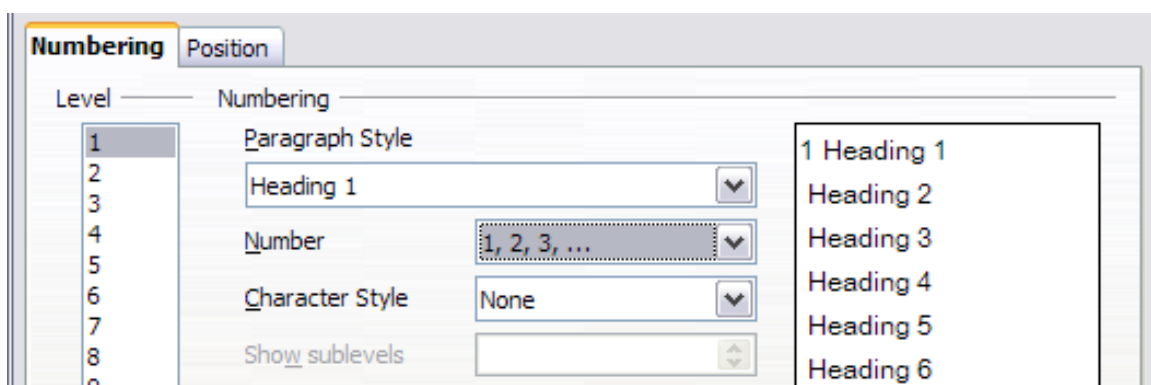 Numbering Position
Level Numbering
1
2
3
4
5
6
7
8
Paragraph Style
Heading 1
Number 1, 2, 3, ...
Character Style None
Show sublevels
1 Heading 1
Heading 2
Heading 3
Heading 4
Heading 5
Heading 6